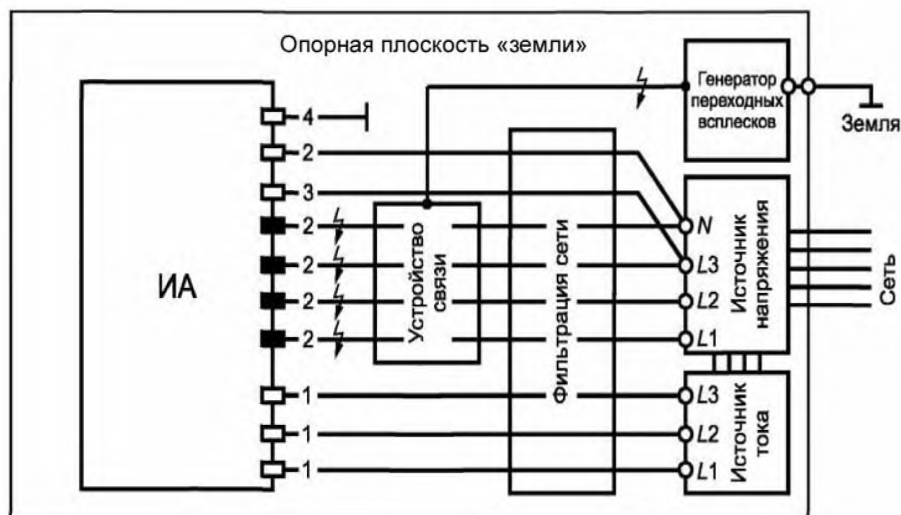 Опорная плоскость «земли»
Генератор
переходных
всплесков
Земля
ИА
4
2
3
2
2
2
2
1
1
1
Устройство
связи
Фильтрация сети
N
L3
L2
L1
Источник
напряжения
Сеть
L3
L2
L1
Источник
тока